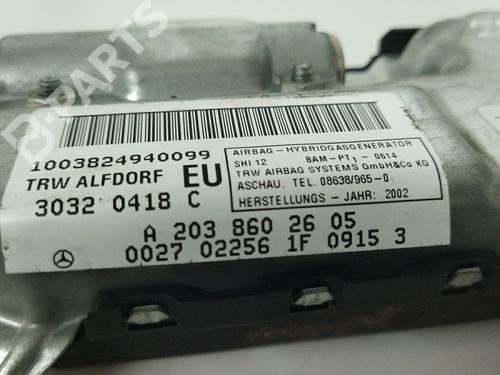 B-PARTS
1003824940099
TRW ALFDORF EU
3032 0418 C
AIRBAG - HYBRIDGASGENERATOR
SHI 12 BAM-PT1-0614
TRW AIRBAG SYSTEMS GmbH&Co KG
ASCHAU. TEL. 08638/965-0
HERSTELLUNGS - JAHR: 2002
A 203 860 26 05
0027 02256 1F 0915 3